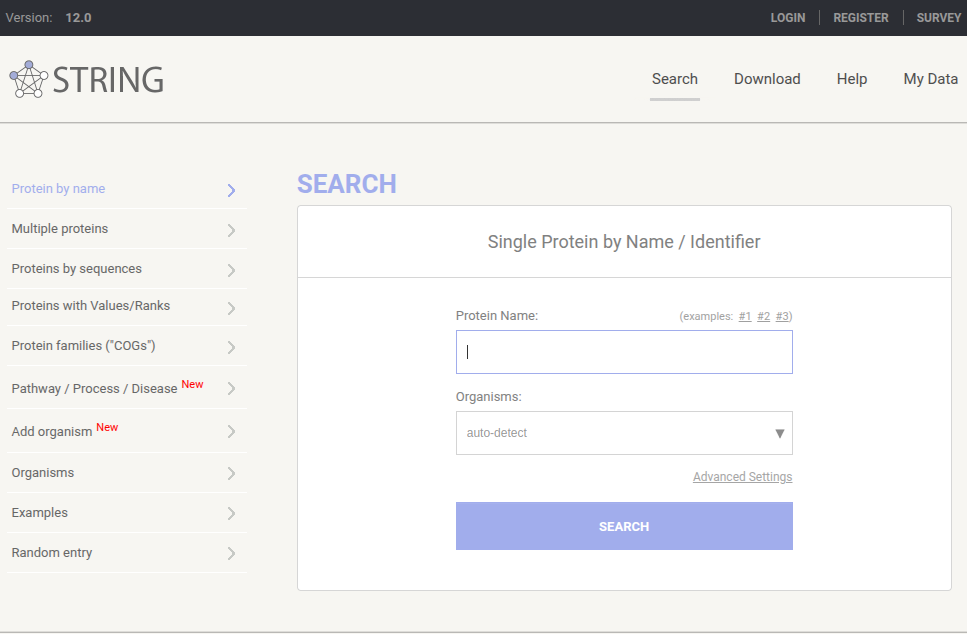 Version: 12.0 LOGIN REGISTER SURVEY
STRING
Search Download Help My Data
Protein by name
Multiple proteins
Proteins by sequences
Proteins with Values/Ranks
Protein families ("COGs")
Pathway / Process / Disease New
Add organism New
Organisms
Examples
Random entry
SEARCH
Single Protein by Name / Identifier
Protein Name: (examples: #1 #2 #3)
Organisms:
auto-detect
Advanced Settings
SEARCH